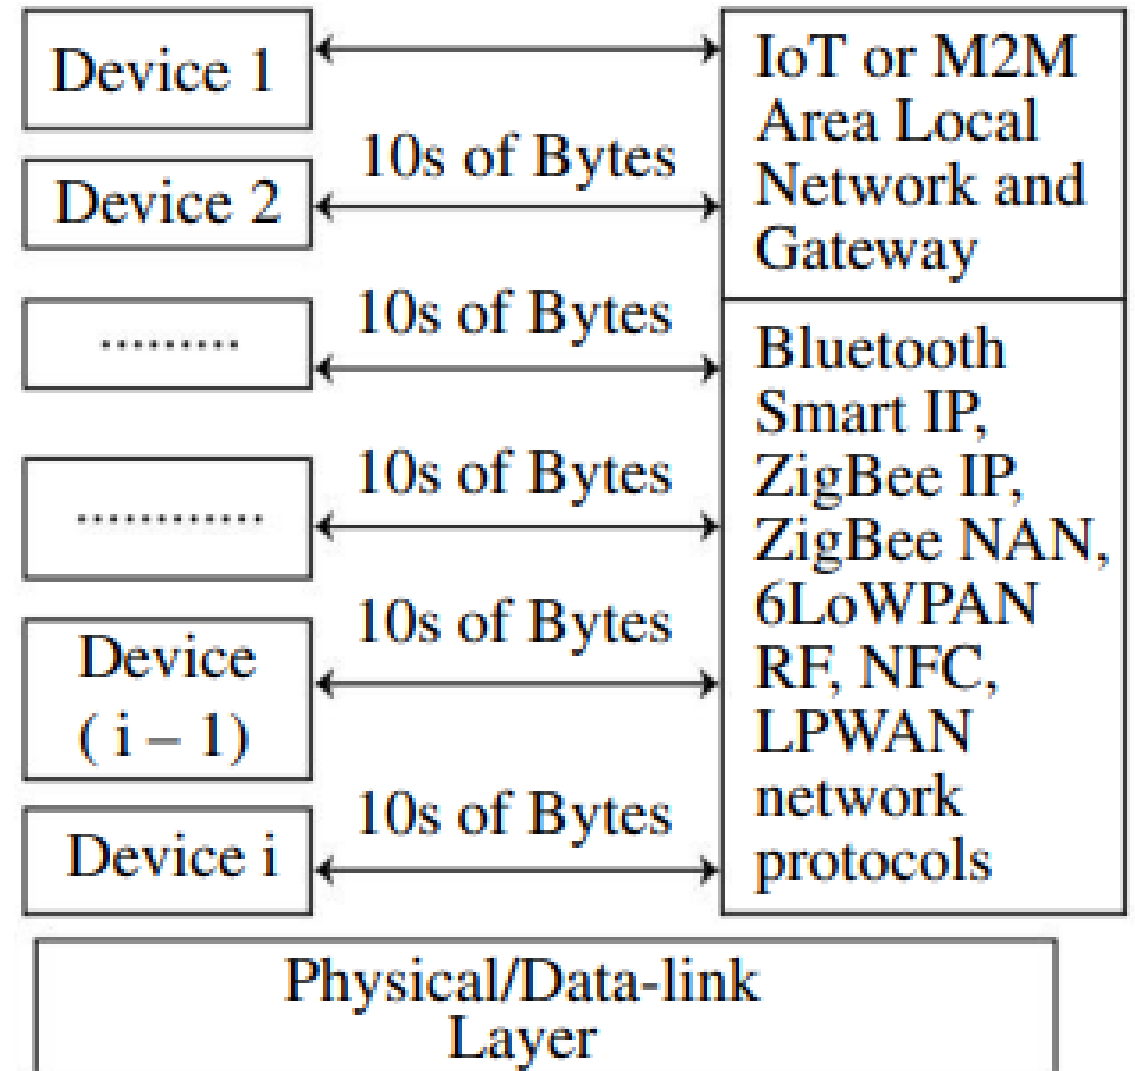 Device 1
10s of Bytes
Device 2
10s of Bytes
.........
10s of Bytes
............
10s of Bytes
Device
( i – 1)
10s of Bytes
Device i
IoT or M2M
Area Local
Network and
Gateway
Bluetooth
Smart IP,
ZigBee IP,
ZigBee NAN,
6LoWPAN
RF, NFC,
LPWAN
network
protocols
Physical/Data-link
Layer